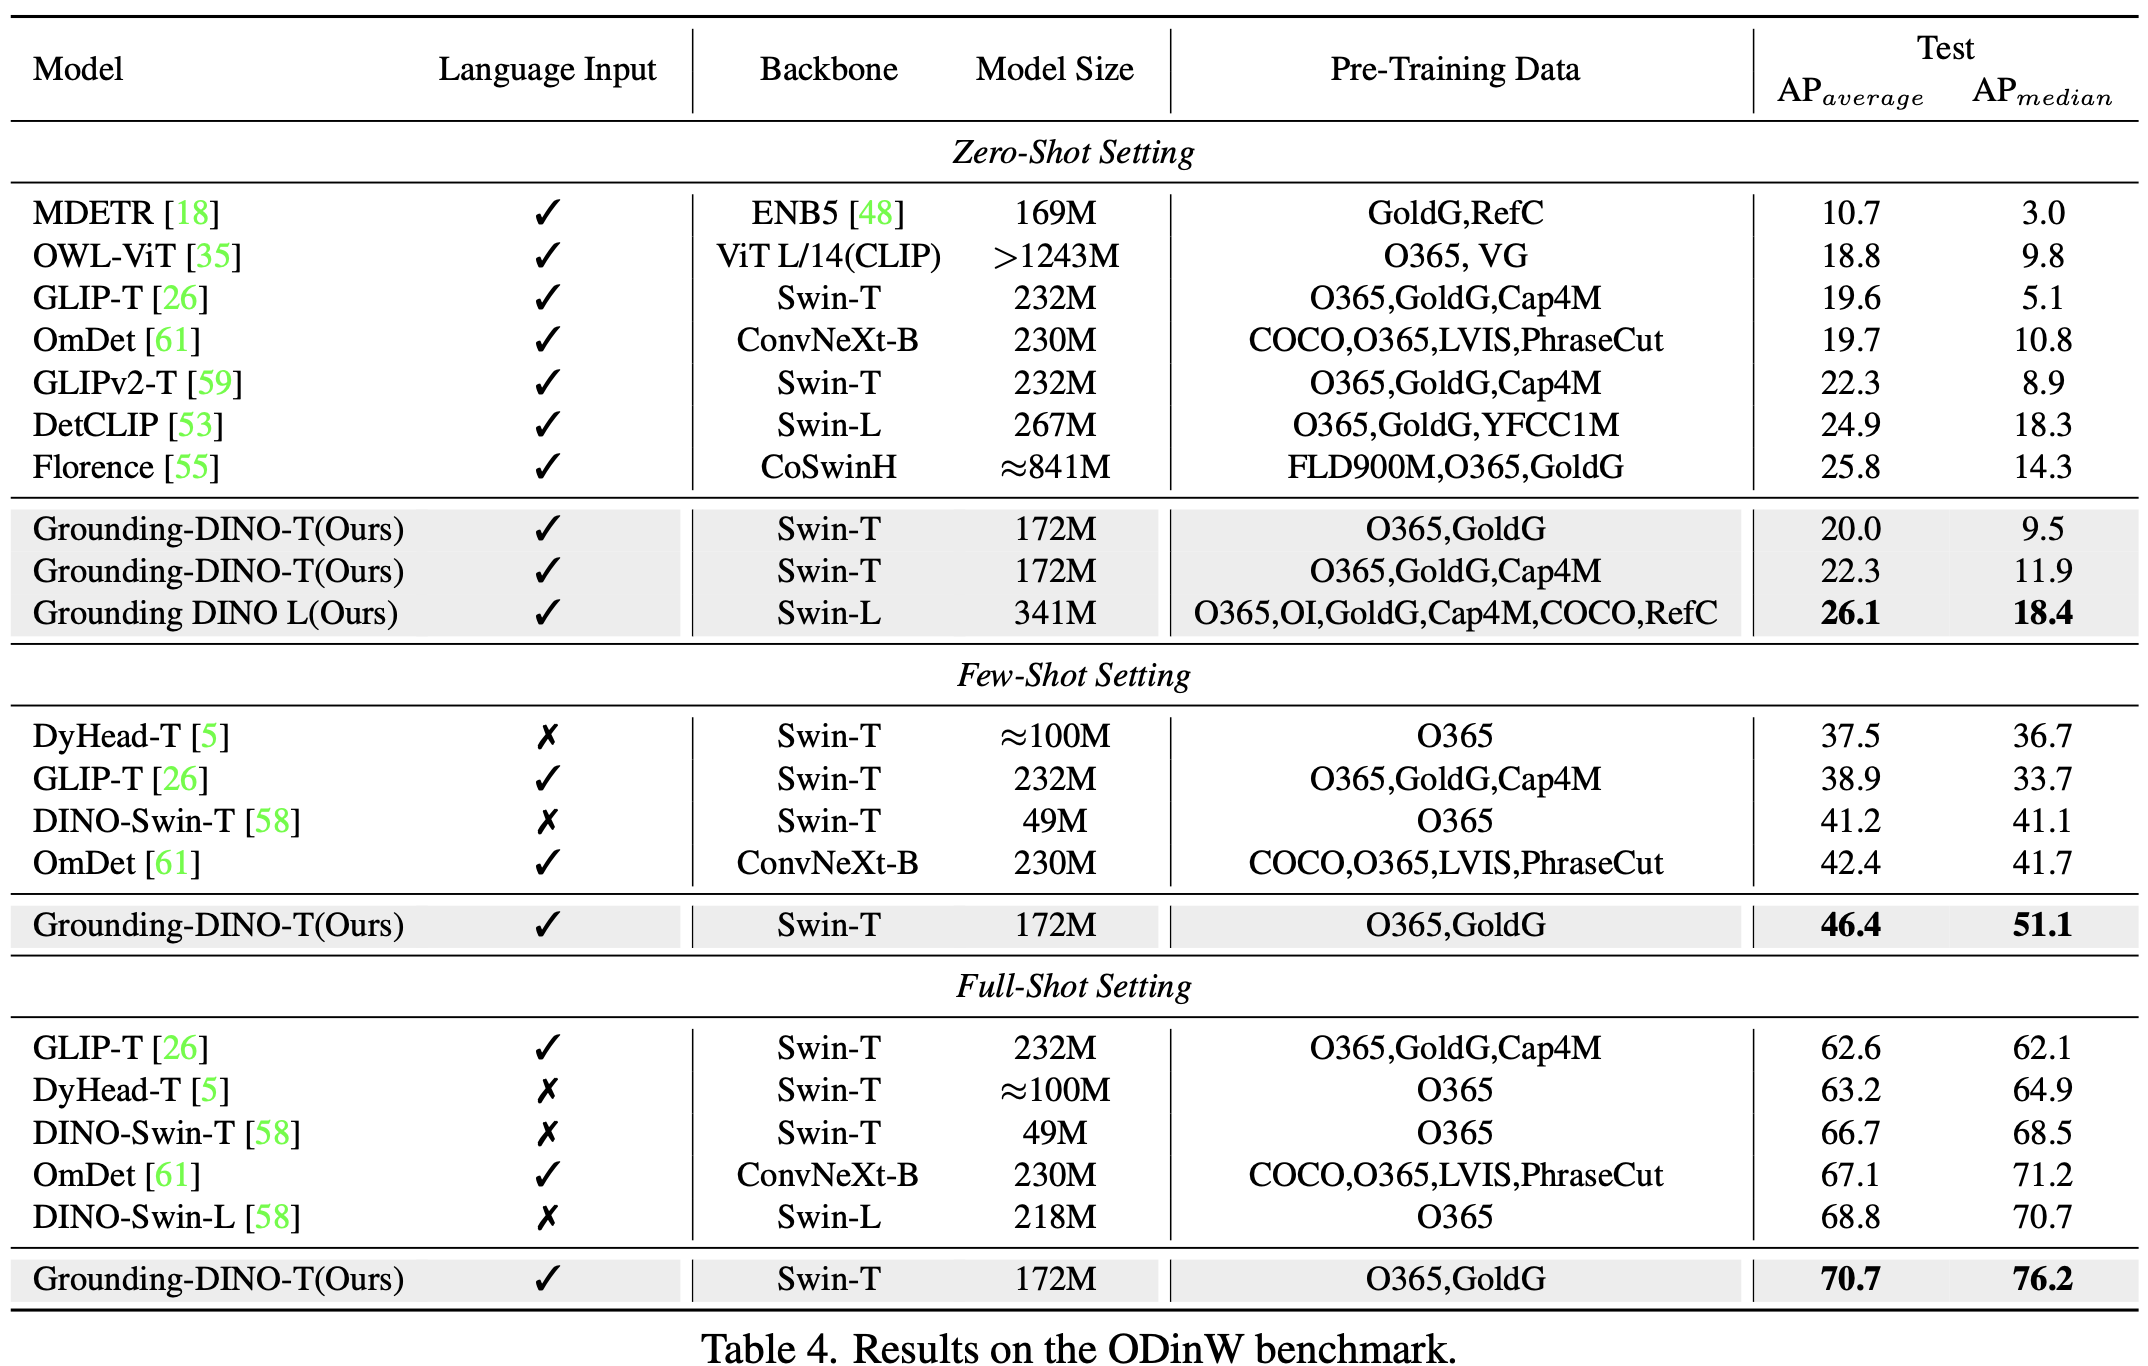 Model Language Input Backbone Model Size Pre-Training Data Test
AP_average AP_median
Zero-Shot Setting
MDETR [18] ✓ ENB5 [48] 169M GoldG,RefC 10.7 3.0
OWL-ViT [35] ✓ ViT L/14(CLIP) >1243M O365, VG 18.8 9.8
GLIP-T [26] ✓ Swin-T 232M O365,GoldG,Cap4M 19.6 5.1
OmDet [61] ✓ ConvNeXt-B 230M COCO,O365,LVIS,PhraseCut 19.7 10.8
GLIPv2-T [59] ✓ Swin-T 232M O365,GoldG,Cap4M 22.3 8.9
DetCLIP [53] ✓ Swin-L 267M O365,GoldG,YFCC1M 24.9 18.3
Florence [55] ✓ CoSwinH ≈841M FLD900M,O365,GoldG 25.8 14.3
Grounding-DINO-T(Ours) ✓ Swin-T 172M O365,GoldG 20.0 9.5
Grounding-DINO-T(Ours) ✓ Swin-T 172M O365,GoldG,Cap4M 22.3 11.9
Grounding DINO L(Ours) ✓ Swin-L 341M O365,OI,GoldG,Cap4M,COCO,RefC 26.1 18.4
Few-Shot Setting
DyHead-T [5] ✗ Swin-T ≈100M O365 37.5 36.7
GLIP-T [26] ✓ Swin-T 232M O365,GoldG,Cap4M 38.9 33.7
DINO-Swin-T [58] ✗ Swin-T 49M O365 41.2 41.1
OmDet [61] ✓ ConvNeXt-B 230M COCO,O365,LVIS,PhraseCut 42.4 41.7
Grounding-DINO-T(Ours) ✓ Swin-T 172M O365,GoldG 46.4 51.1
Full-Shot Setting
GLIP-T [26] ✓ Swin-T 232M O365,GoldG,Cap4M 62.6 62.1
DyHead-T [5] ✗ Swin-T ≈100M O365 63.2 64.9
DINO-Swin-T [58] ✗ Swin-T 49M O365 66.7 68.5
OmDet [61] ✓ ConvNeXt-B 230M COCO,O365,LVIS,PhraseCut 67.1 71.2
DINO-Swin-L [58] ✗ Swin-L 218M O365 68.8 70.7
Grounding-DINO-T(Ours) ✓ Swin-T 172M O365,GoldG 70.7 76.2
Table 4. Results on the ODinW benchmark.